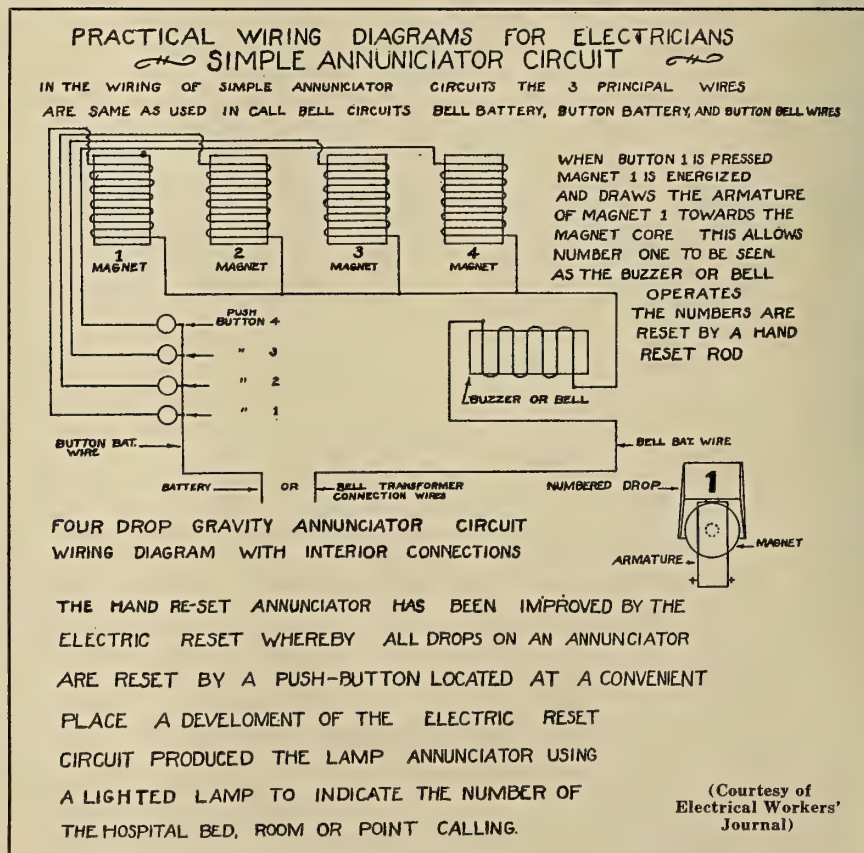 PRACTICAL WIRING DIAGRAMS FOR ELECTRICIANS
SIMPLE ANNUNICIATOR CIRCUIT
IN THE WIRING OF SIMPLE ANNUNICIATOR CIRCUITS THE 3 PRINCIPAL WIRES
ARE SAME AS USED IN CALL BELL CIRCUITS BELL BATTERY, BUTTON BATTERY, AND BUTTON BELL WIRES
1
MAGNET
2
MAGNET
3
MAGNET
4
MAGNET
WHEN BUTTON 1 IS PRESSED
MAGNET 1 IS ENERGIZED
AND DRAWS THE ARMATURE
OF MAGNET 1 TOWARDS THE
MAGNET CORE THIS ALLOWS
NUMBER ONE TO BE SEEN
AS THE BUZZER OR BELL
OPERATES
THE NUMBERS ARE
RESET BY A HAND
RESET ROD
PUSH
BUTTON 4
" 3
" 2
" 1
BUZZER OR BELL
BUTTON BAT.
WIRE
BELL BAT. WIRE
BATTERY OR BELL TRANSFORMER
CONNECTION WIRES
NUMBERED DROP
1
MAGNET
ARMATURE
FOUR DROP GRAVITY ANNUNCIATOR CIRCUIT
WIRING DIAGRAM WITH INTERIOR CONNECTIONS
THE HAND RE-SET ANNUNCIATOR HAS BEEN IMPROVED BY THE
ELECTRIC RESET WHEREBY ALL DROPS ON AN ANNUNCIATOR
ARE RESET BY A PUSH-BUTTON LOCATED AT A CONVENIENT
PLACE A DEVELOMENT OF THE ELECTRIC RESET
CIRCUIT PRODUCED THE LAMP ANNUNCIATOR USING
A LIGHTED LAMP TO INDICATE THE NUMBER OF
THE HOSPITAL BED, ROOM OR POINT CALLING.
(Courtesy of
Electrical Workers'
Journal)